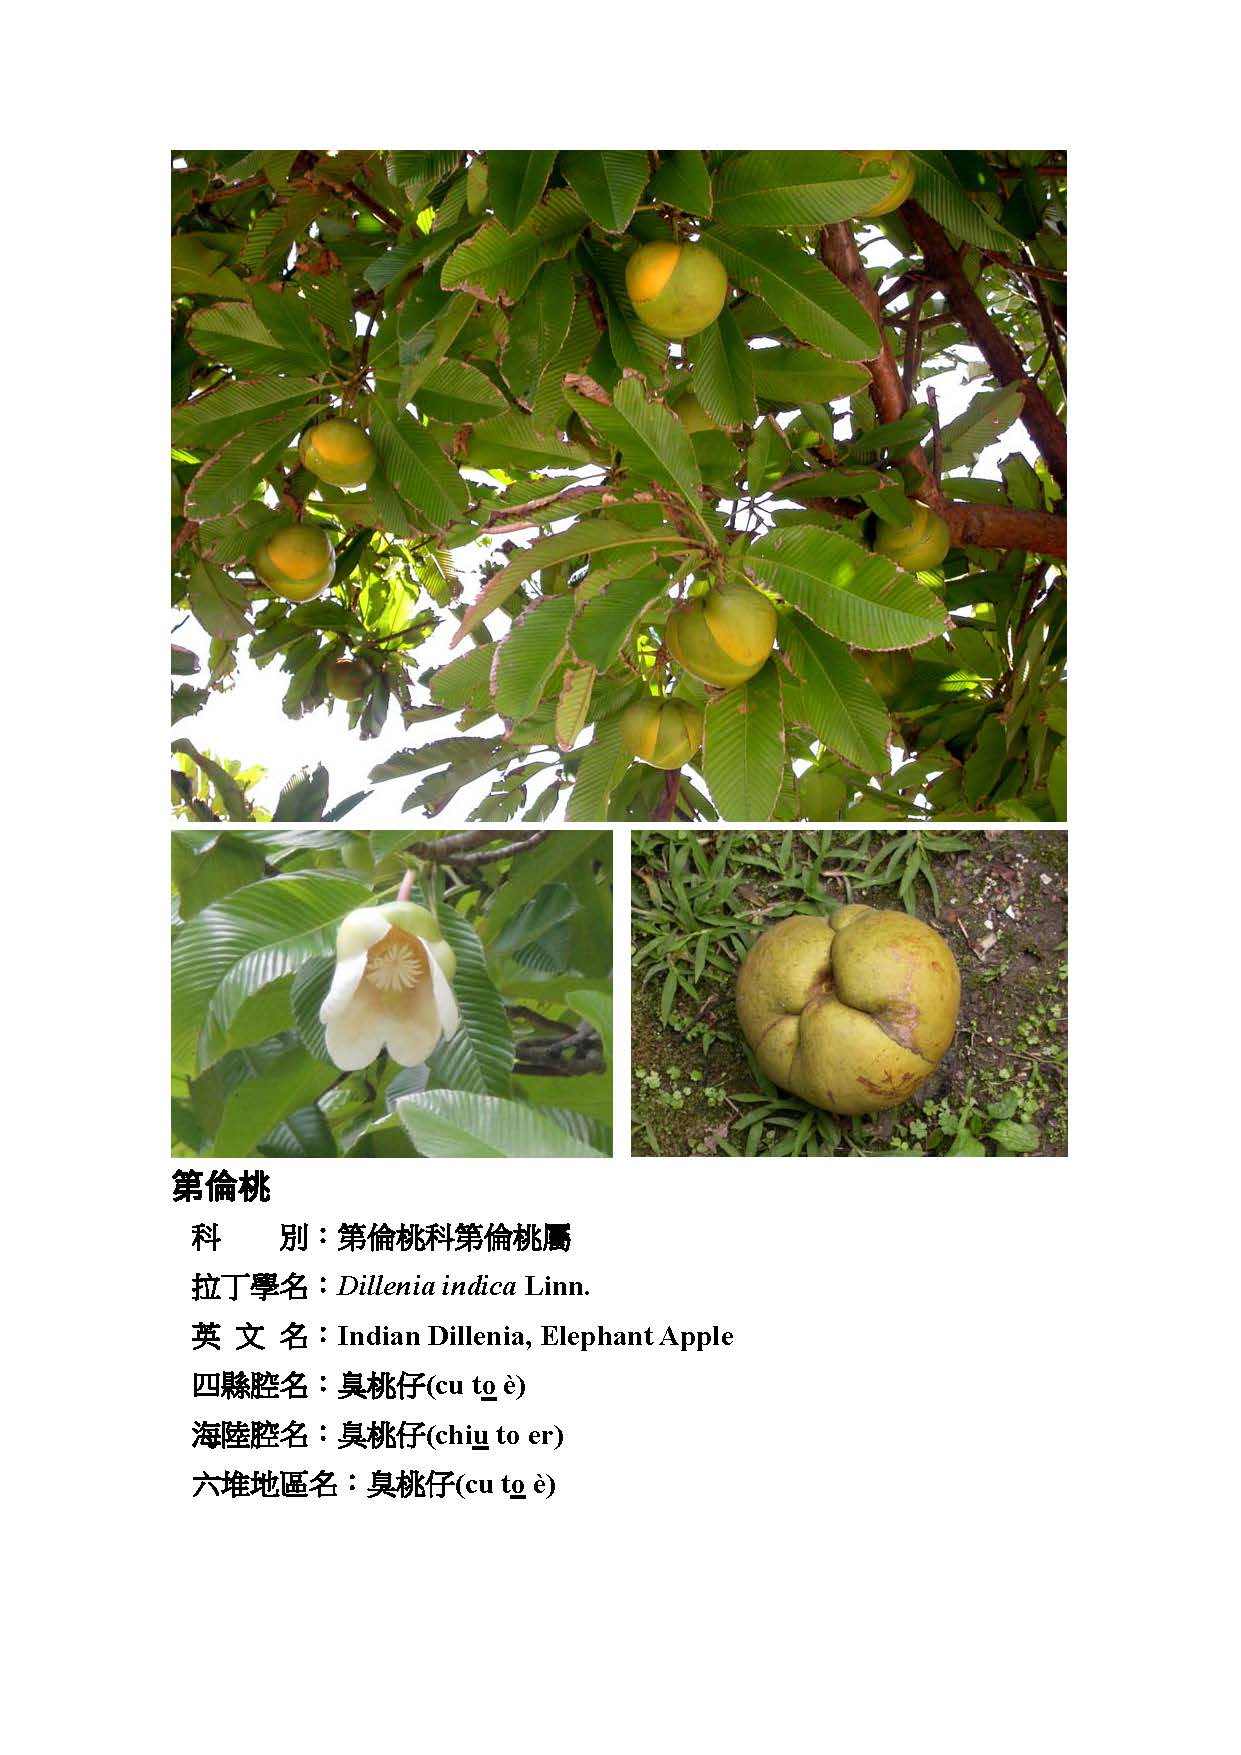 第倫桃
科　　別：第倫桃科第倫桃屬
拉丁學名：Dillenia indica Linn.
英 文 名：Indian Dillenia, Elephant Apple
四縣腔名：臭桃仔(cu to è)
海陸腔名：臭桃仔(chiu to er)
六堆地區名：臭桃仔(cu to è)